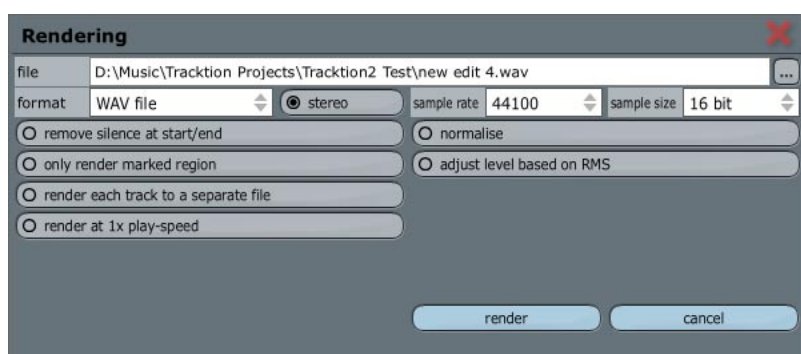 Rendering
file D:\Music\Tracktion Projects\Tracktion2 Test\new edit 4.wav ...
format WAV file stereo sample rate 44100 sample size 16 bit
remove silence at start/end normalise
only render marked region adjust level based on RMS
render each track to a separate file
render at 1x play-speed
render cancel